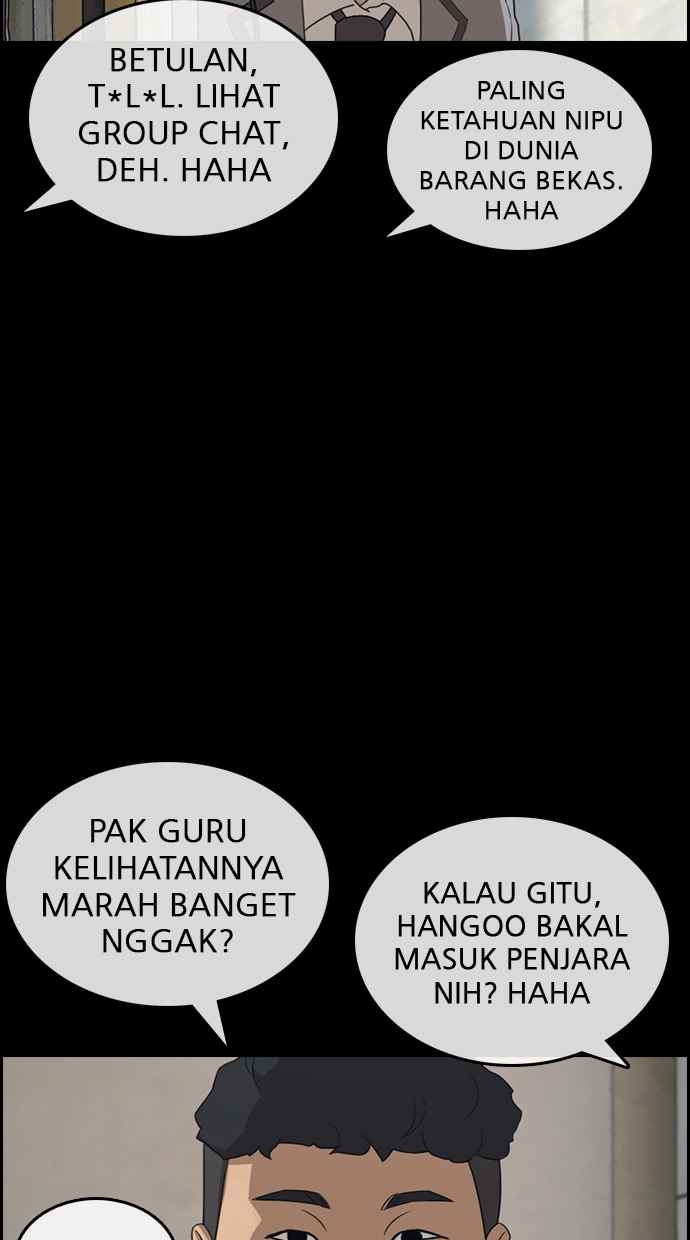 BETULAN,
T*L*L. LIHAT
GROUP CHAT,
DEH. HAHA
PALING
KETAHUAN NIPU
DI DUNIA
BARANG BEKAS.
HAHA
PAK GURU
KELIHATANNYA
MARAH BANGET
NGGAK?
KALAU GITU,
HANGOO BAKAL
MASUK PENJARA
NIH? HAHA